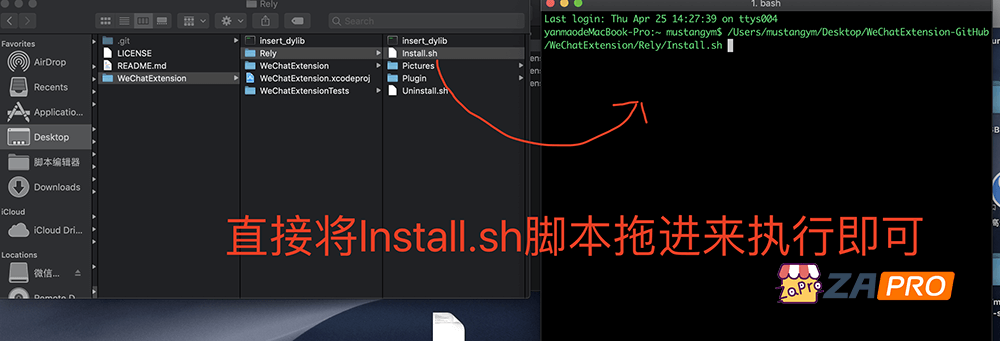 Rely
Search
Favorites
AirDrop
Recents
Applicatio...
Desktop
脚本编辑器
Downloads
iCloud
iCloud Dri...
Locations
微信...
Remote D
.git
LICENSE
README.md
WeChatExtension
insert_dylib
Rely
WeChatExtension
WeChatExtension.xcodeproj
WeChatExtensionTests
insert_dylib
Install.sh
Pictures
Plugin
Uninstall.sh
1. bash
Last login: Thu Apr 25 14:27:39 on ttys004
yanmaodeMacBook-Pro:~ mustangym$ /Users/mustangym/Desktop/WeChatExtension-GitHub
/WeChatExtension/Rely/Install.sh
直接将Install.sh脚本拖进来执行即可
ZaPro
ZAPRO